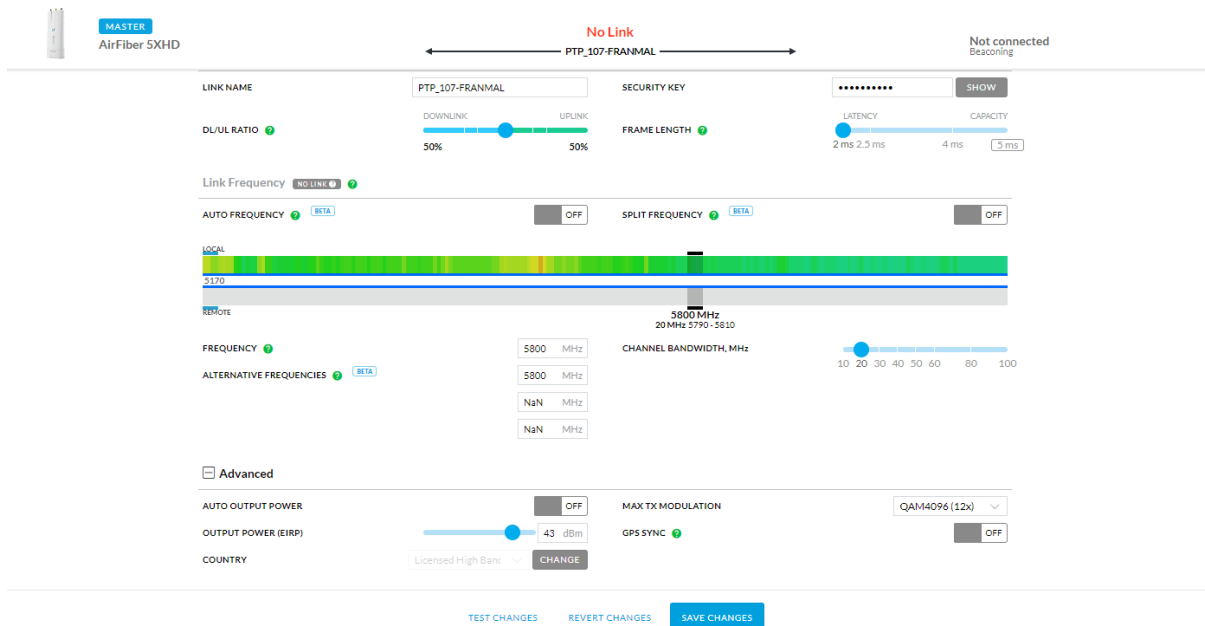 MASTER
AirFiber 5XHD
No Link
PTP_107-FRANMAL
Not connected
Beaconing
LINK NAME
PTP_107-FRANMAL
SECURITY KEY
••••••••••
SHOW
DL/UL RATIO ?
DOWNLINK UPLINK
50% 50%
FRAME LENGTH ?
LATENCY CAPACITY
2 ms 2.5 ms 4 ms 5 ms
Link Frequency NO LINK ? ?
AUTO FREQUENCY ? BETA OFF
SPLIT FREQUENCY ? BETA OFF
LOCAL
5170
REMOTE
5800 MHz
20 MHz 5790 - 5810
FREQUENCY ? 5800 MHz
CHANNEL BANDWIDTH, MHz
10 20 30 40 50 60 80 100
ALTERNATIVE FREQUENCIES ? BETA 5800 MHz
NaN MHz
NaN MHz
Advanced
AUTO OUTPUT POWER OFF
MAX TX MODULATION QAM4096 (12x)
OUTPUT POWER (EIRP) 43 dBm
GPS SYNC ? OFF
COUNTRY Licensed High Banc CHANGE
TEST CHANGES REVERT CHANGES SAVE CHANGES